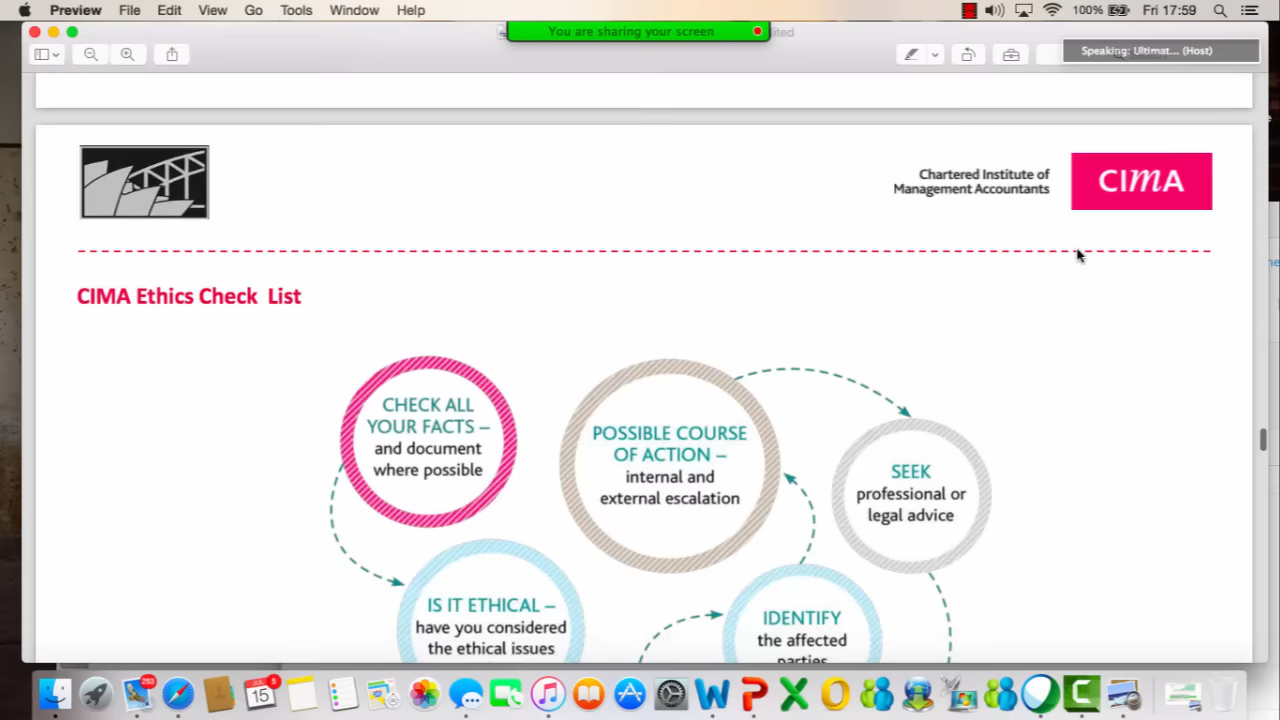 Preview File Edit View Go Tools Window Help
100% Fri 17:59
You are sharing your screen
Speaking: Ultimat... (Host)
Chartered Institute of
Management Accountants
CIMA
CIMA Ethics Check List
CHECK ALL
YOUR FACTS –
and document
where possible
POSSIBLE COURSE
OF ACTION –
internal and
external escalation
SEEK
professional or
legal advice
IS IT ETHICAL –
have you considered
the ethical issues
IDENTIFY
the affected
parties
JUL
15